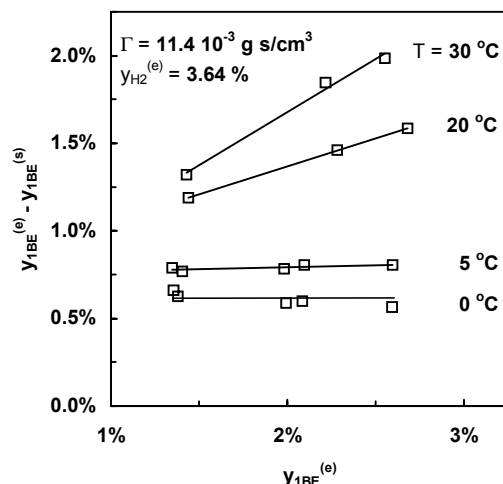 Γ = 11.4 10⁻³ g s/cm³
y_H2^(e) = 3.64 %
T = 30 °C
20 °C
5 °C
0 °C
2.0%
1.5%
1.0%
0.5%
0.0%
y_1BE^(e) - y_1BE^(s)
1%
2%
3%
y_1BE^(e)